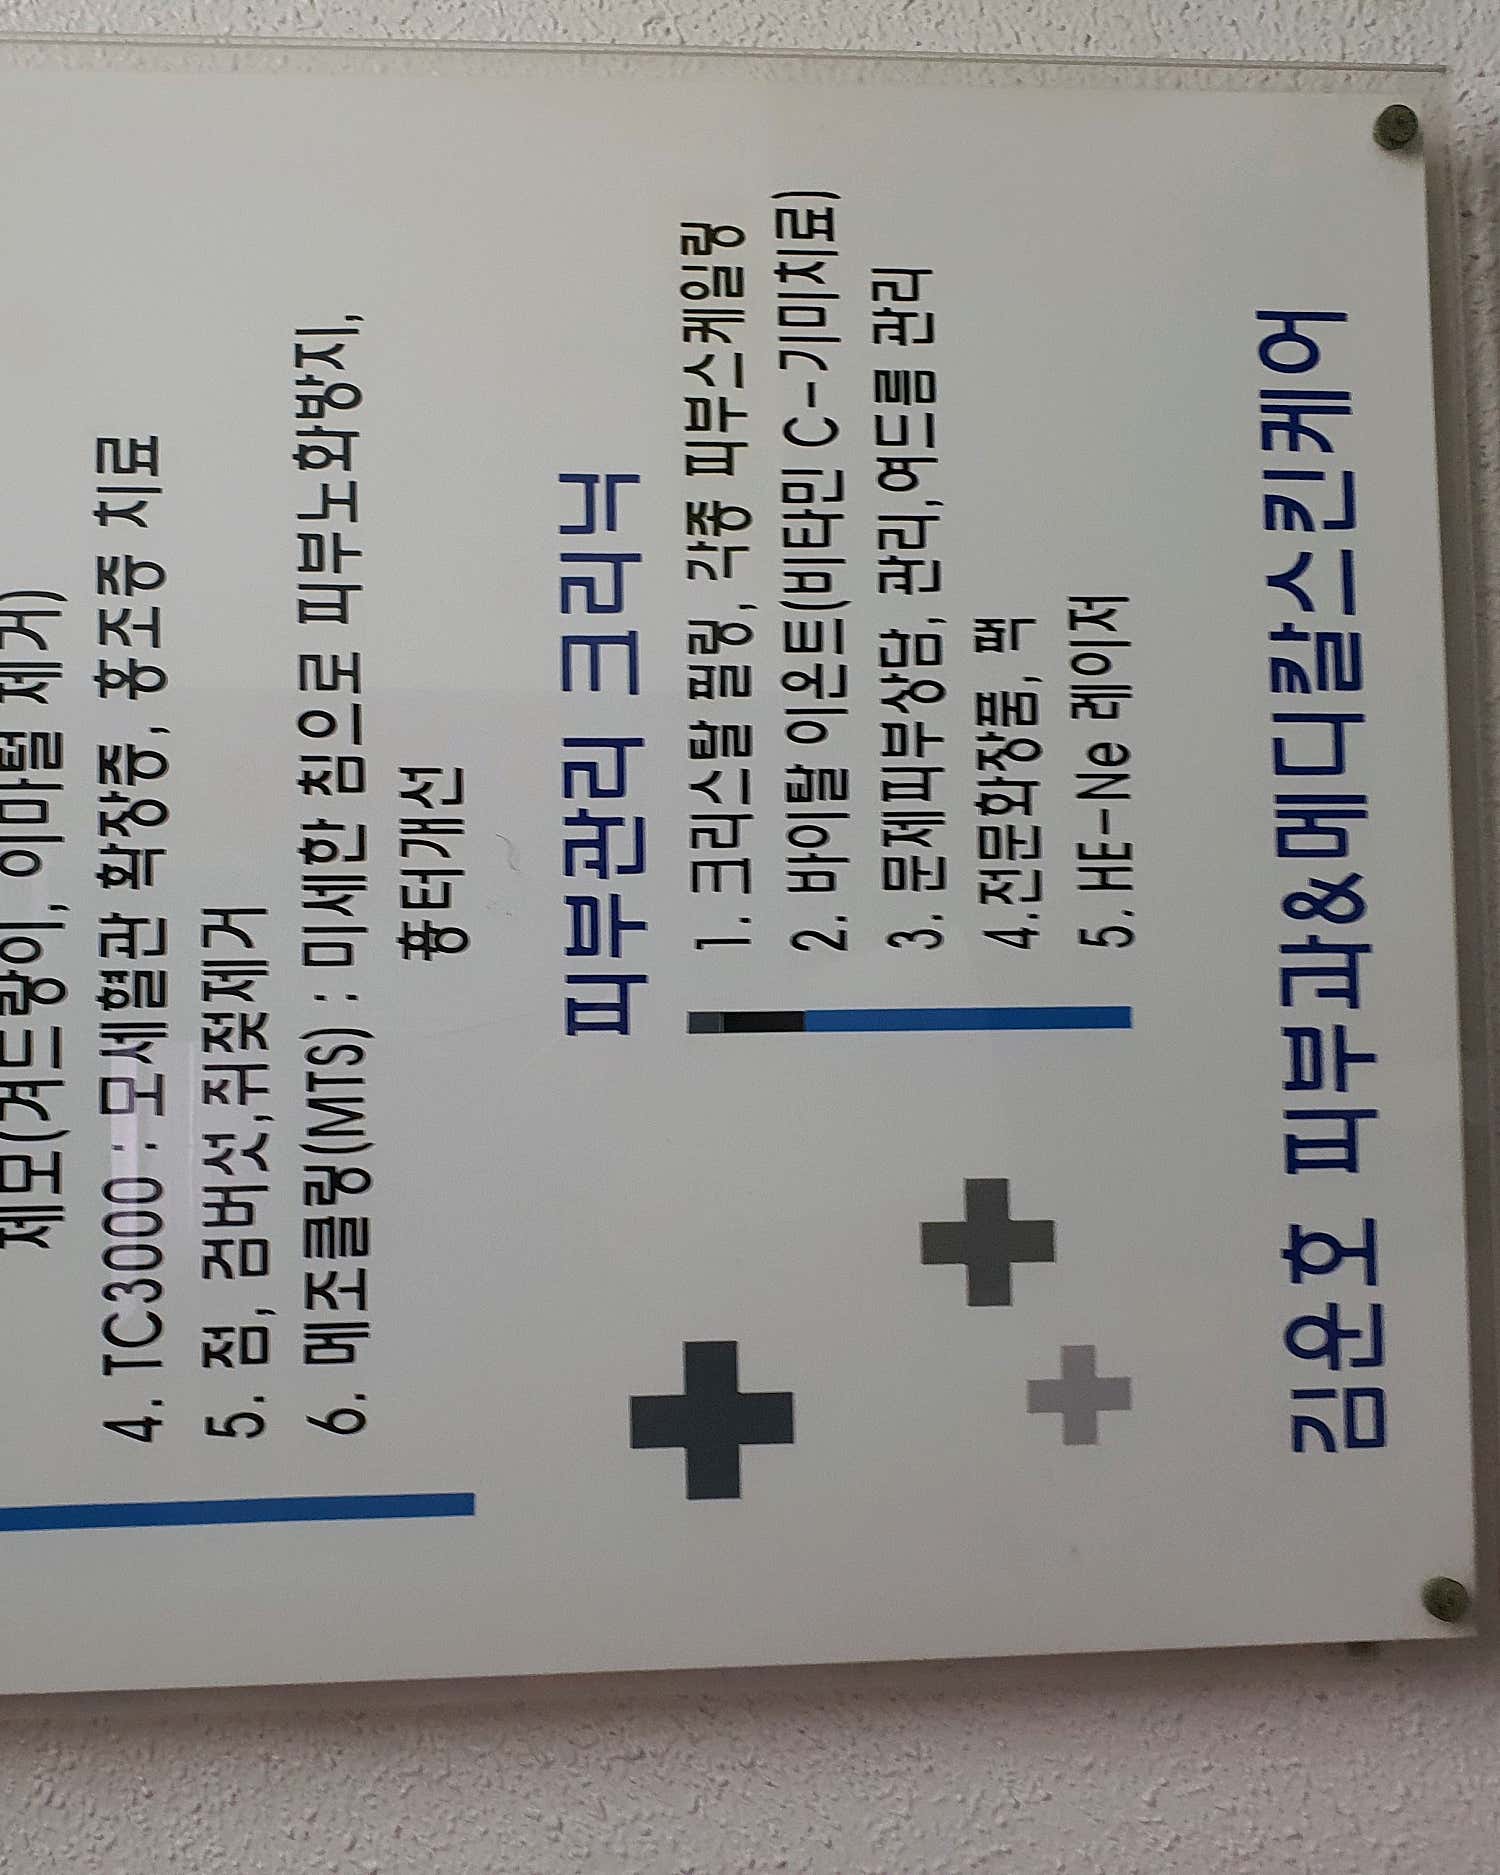 제모(겨드랑이, 이마털 제거)
4. TC3000 : 모세혈관 확장증, 홍조증 치료
5. 점, 검버섯,쥐젖제거
6. 메조클링(MTS) : 미세한 침으로 피부노화방지,
흉터개선
피부관리 크리닉
1. 크리스탈 필링, 각종 피부스케일링
2. 바이탈 이온트(비타민 C-기미치료)
3. 문제피부상담, 관리,여드름 관리
4.전문화장품, 팩
5. HE-Ne 레이저
김윤호 피부과&메디칼스킨케어